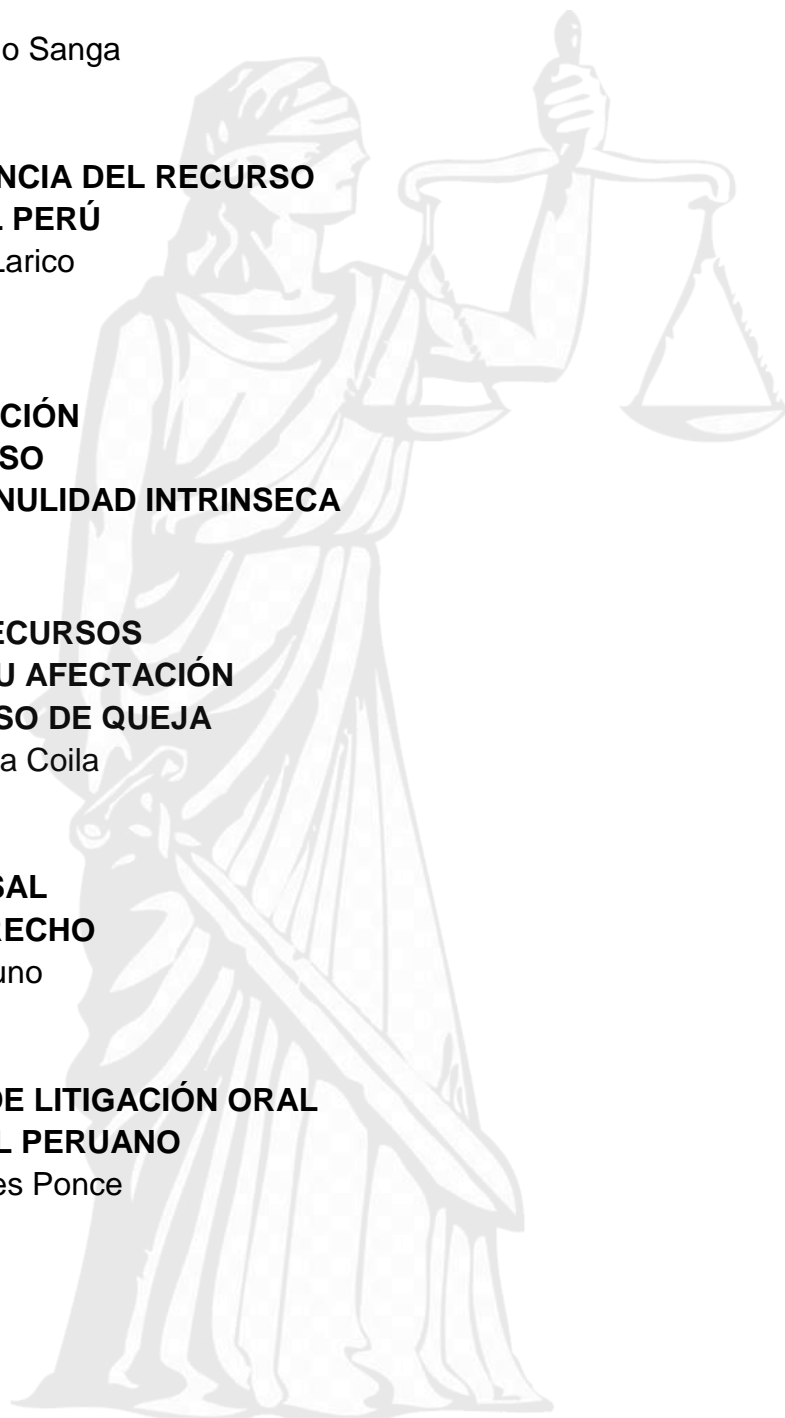 o Sanga
NCIA DEL RECURSO
L PERÚ
Larico
CIÓN
SO
NULIDAD INTRINSECA
ECURSOS
U AFECTACIÓN
SO DE QUEJA
a Coila
SAL
RECHO
uno
DE LITIGACIÓN ORAL
L PERUANO
es Ponce